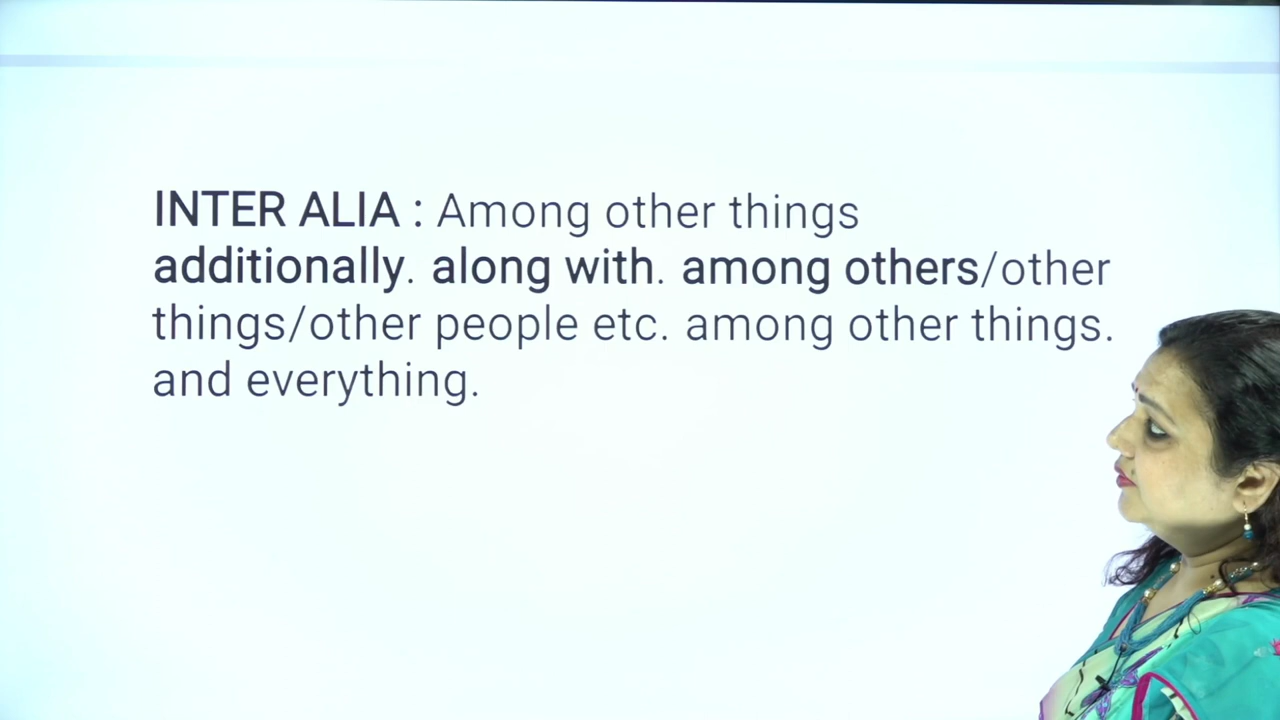 INTER ALIA : Among other things
additionally. along with. among others/other
things/other people etc. among other things.
and everything.